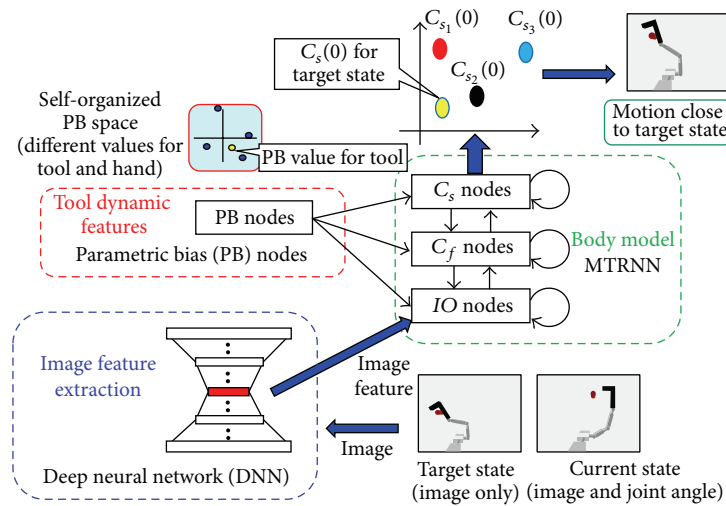 C_{s_1}(0)
C_{s_3}(0)
C_{s_2}(0)
C_s(0) for
target state
Motion close
to target state
Self-organized
PB space
(different values for
tool and hand)
PB value for tool
Tool dynamic
features
PB nodes
Parametric bias (PB) nodes
C_s nodes
C_f nodes
IO nodes
Body model
MTRNN
Image feature
extraction
Deep neural network (DNN)
Image
feature
Image
Target state
(image only)
Current state
(image and joint angle)